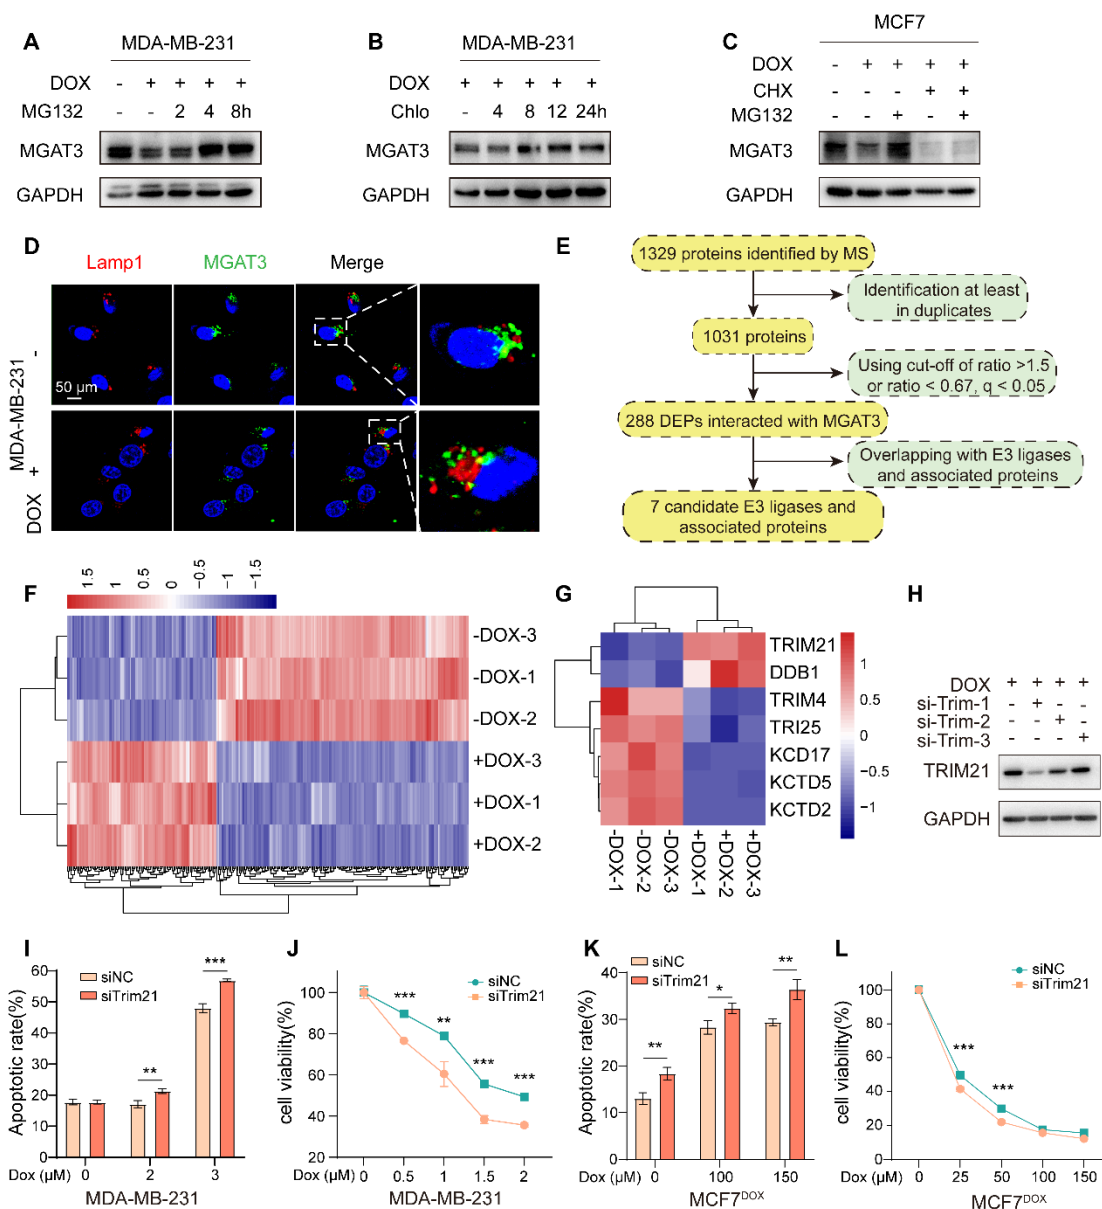 A
MDA-MB-231
DOX - + + + +
MG132 - - 2 4 8h
MGAT3
GAPDH
B
MDA-MB-231
DOX + + + + +
Chlo - 4 8 12 24h
MGAT3
GAPDH
C
MCF7
DOX - + + + +
CHX - - - + +
MG132 - - + - +
MGAT3
GAPDH
D
Lamp1 MGAT3 Merge
MDA-MB-231
DOX
-
+
50 µm
E
1329 proteins identified by MS
Identification at least
in duplicates
1031 proteins
Using cut-off of ratio >1.5
or ratio < 0.67, q < 0.05
288 DEPs interacted with MGAT3
Overlapping with E3 ligases
and associated proteins
7 candidate E3 ligases and
associated proteins
F
1.5 1 0.5 0 -0.5 -1 -1.5
-DOX-3
-DOX-1
-DOX-2
+DOX-3
+DOX-1
+DOX-2
G
TRIM21
DDB1
TRIM4
TRI25
KCD17
KCTD5
KCTD2
1
0.5
0
-0.5
-1
-DOX-1
-DOX-2
-DOX-3
+DOX-1
+DOX-2
+DOX-3
H
DOX + + + +
si-Trim-1 - + - -
si-Trim-2 - - + -
si-Trim-3 - - - +
TRIM21
GAPDH
I
siNC
siTrim21
Apoptotic rate(%)
60
50
40
30
20
10
0
**
***
Dox (µM) 0 2 3
MDA-MB-231
J
siNC
siTrim21
cell viability(%)
100
80
60
40
20
***
**
***
***
Dox (µM) 0 0.5 1 1.5 2
MDA-MB-231
K
siNC
siTrim21
Apoptotic rate(%)
40
30
20
10
0
**
*
**
Dox (µM) 0 100 150
MCF7DOX
L
siNC
siTrim21
cell viability(%)
100
80
60
40
20
0
***
***
Dox (µM) 0 25 50 100 150
MCF7DOX